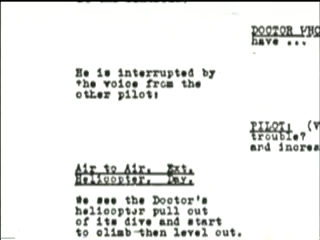 DOCTOR WHO
have ...
He is interrupted by
the voice from the
other pilot:
PILOT: (V
trouble?
and increas
Air to Air. Ext.
Helicopter. Day.
We see the Doctor's
helicopter pull out
of its dive and start
to climb then level out.